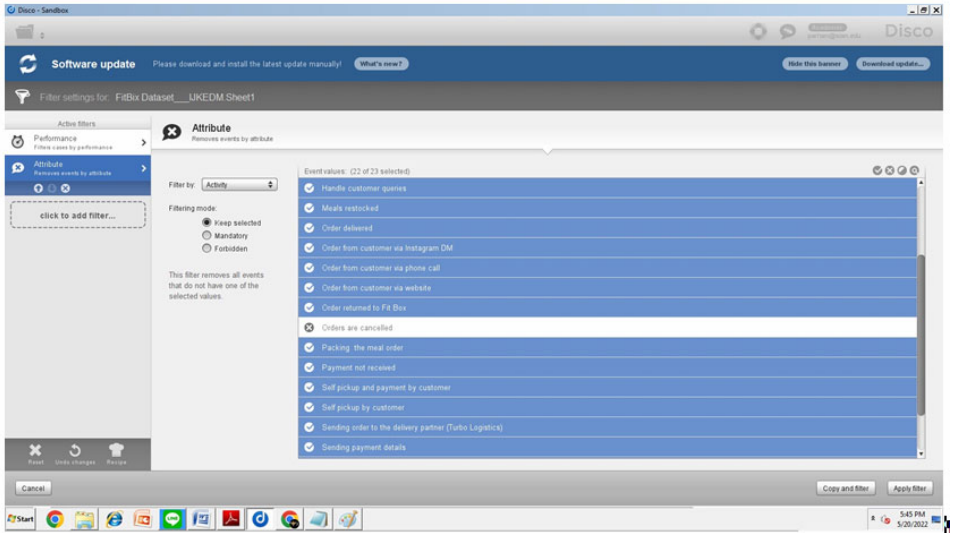 Disco - Sandbox
Disco
Software update
Please download and install the latest update manually!
What's new?
Hide this banner
Download update...
Filter settings for: FitBix Dataset___IJKEDM.Sheet1
Active filters
Performance
Filters cases by performance
Attribute
Removes events by attribute
click to add filter...
Reset
Undo changes
Recipe
Attribute
Removes events by attribute
Filter by: Activity
Filtering mode:
Keep selected
Mandatory
Forbidden
This filter removes all events
that do not have one of the
selected values.
Event values: (22 of 23 selected)
Handle customer queries
Meals restocked
Order delivered
Order from customer via Instagram DM
Order from customer via phone call
Order from customer via website
Order returned to Fit Box
Orders are cancelled
Packing the meal order
Payment not received
Self pickup and payment by customer
Self pickup by customer
Sending order to the delivery partner (Turbo Logistics)
Sending payment details
Cancel
Copy and filter
Apply filter
Start
LINE
5:45 PM
5/20/2022